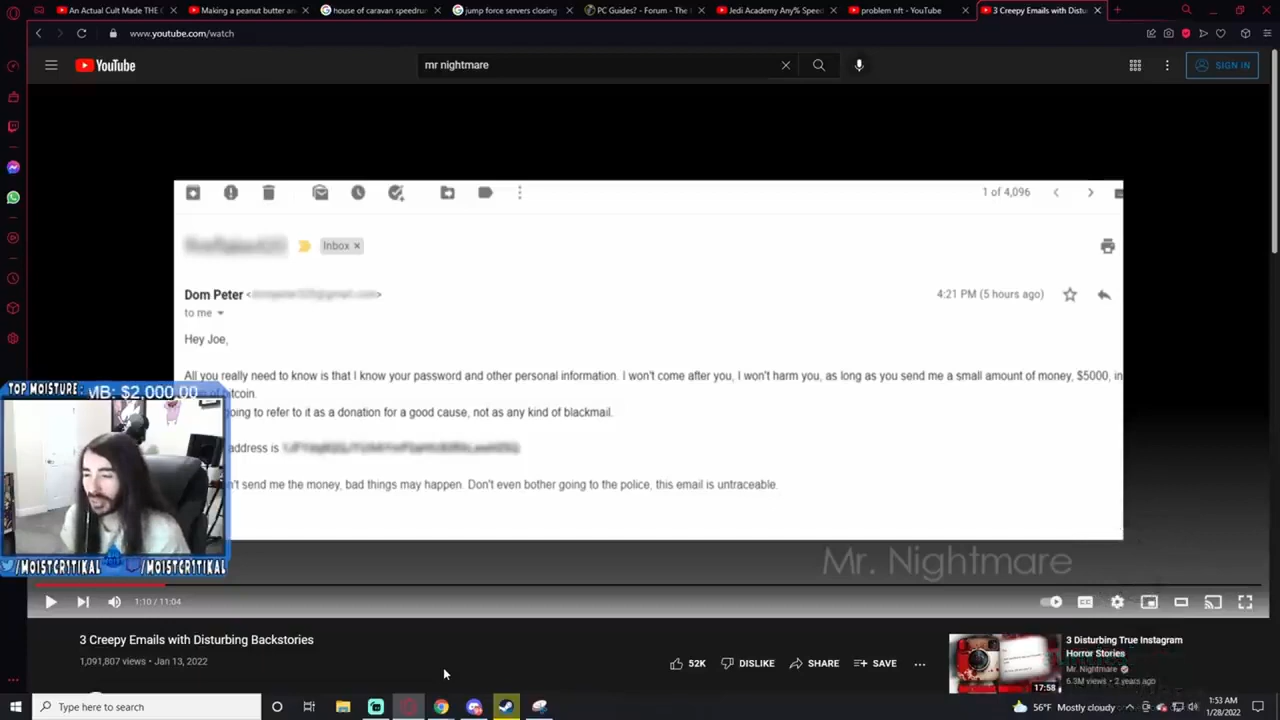 An Actual Cult Made THE
Making a peanut butter an
house of caravan speedrun
jump force servers closing
PC Guides? - Forum - The
Jedi Academy Any% Speed
problem nft - YouTube
3 Creepy Emails with Distu
www.youtube.com/watch
YouTube
mr nightmare
SIGN IN
1 of 4,096
Inbox
Dom Peter
4:21 PM (5 hours ago)
to me
Hey Joe,
All you really need to know is that I know your password and other personal information. I won't come after you, I won't harm you, as long as you send me a small amount of money, $5000, in
bitcoin.
going to refer to it as a donation for a good cause, not as any kind of blackmail.
address is
send me the money, bad things may happen. Don't even bother going to the police, this email is untraceable.
TOP MOISTURE:
MB: $2,000.00
/MOISTCR1TIKAL
/MOISTCR1TIKAL
Mr. Nightmare
1:10 / 11:04
3 Creepy Emails with Disturbing Backstories
1,091,807 views • Jan 13, 2022
52K
DISLIKE
SHARE
SAVE
3 Disturbing True Instagram
Horror Stories
Mr. Nightmare
6.3M views • 2 years ago
17:58
Type here to search
56°F Mostly cloudy
1:53 AM
1/28/2022